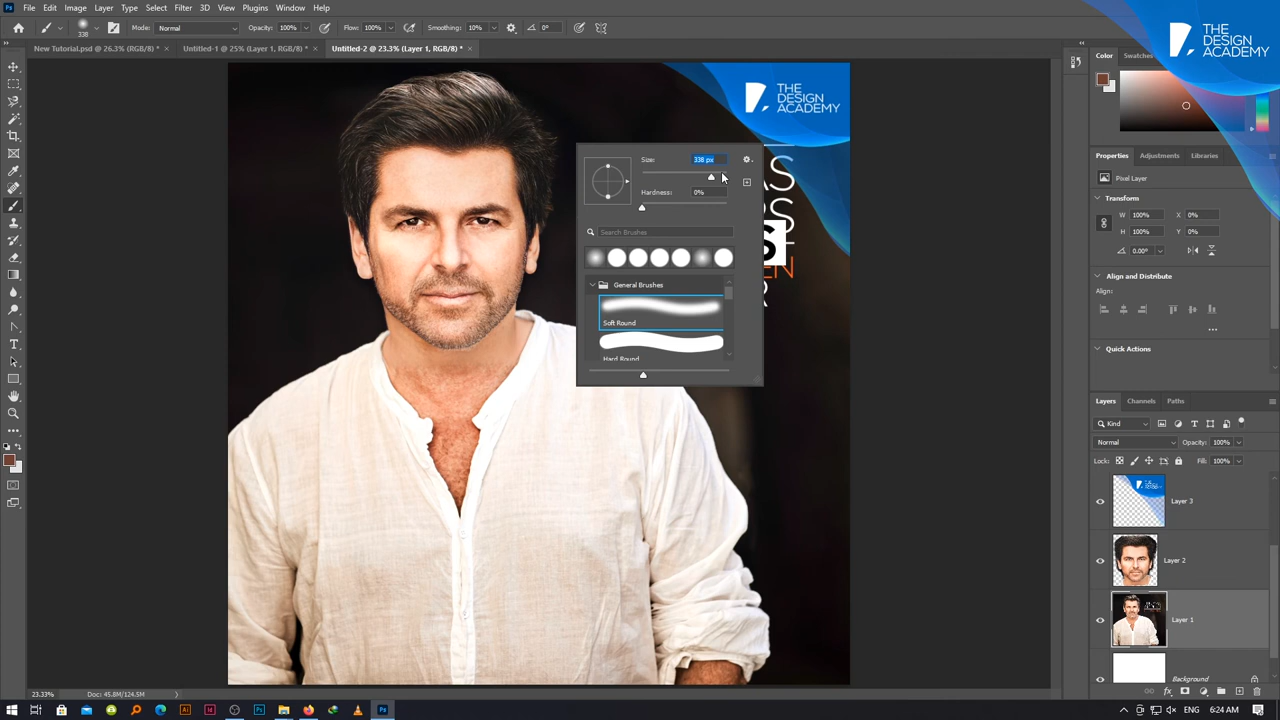 File Edit Image Layer Type Select Filter 3D View Plugins Window Help
338 Mode: Normal Opacity: 100% Flow: 100% Smoothing: 10% 0°
New Tutorial.psd @ 26.3% (RGB/8) * × Untitled-1 @ 25% (Layer 1, RGB/8) * × Untitled-2 @ 23.3% (Layer 1, RGB/8) * ×
THE
DESIGN
ACADEMY
THE
DESIGN
ACADEMY
AS
S
EN
Size: 338 px
Hardness: 0%
Search Brushes
General Brushes
Soft Round
Hard Round
Color Swatches
Properties Adjustments Libraries
Pixel Layer
Transform
W 100% X 0%
H 100% Y 0%
0.00°
Align and Distribute
Align:
Quick Actions
Layers Channels Paths
Kind
Normal Opacity: 100%
Lock: Fill: 100%
Layer 3
Layer 2
Layer 1
Background
23.33% Doc: 45.8M/124.5M
ENG 6:24 AM